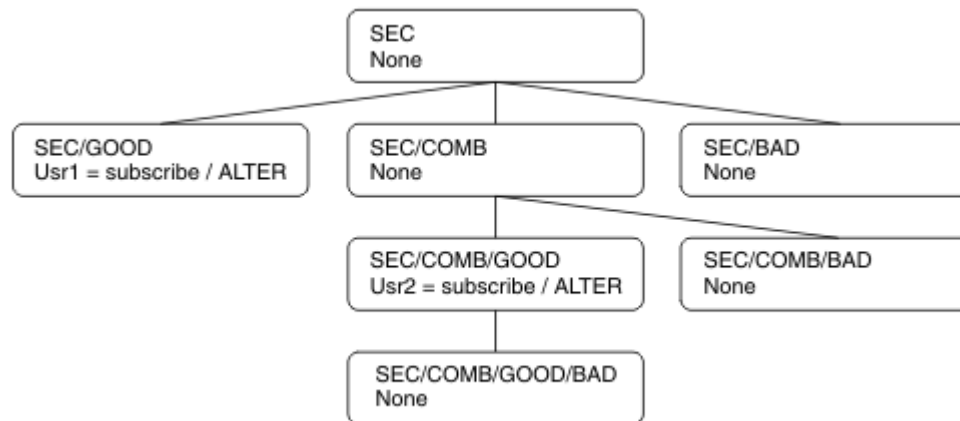 SEC
None
SEC/GOOD
Usr1 = subscribe / ALTER
SEC/COMB
None
SEC/BAD
None
SEC/COMB/GOOD
Usr2 = subscribe / ALTER
SEC/COMB/BAD
None
SEC/COMB/GOOD/BAD
None